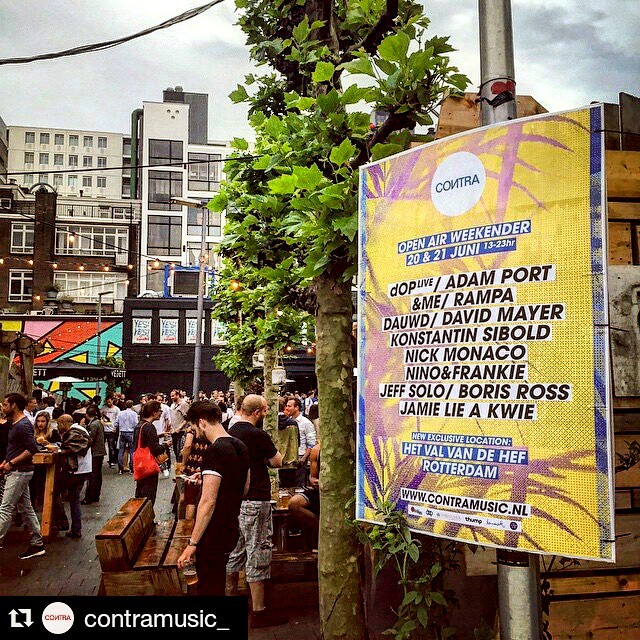 CONTRA
OPEN AIR WEEKENDER
20 & 21 JUNI 13-23hr
dOP LIVE / ADAM PORT
&ME / RAMPA
DAUWD / DAVID MAYER
KONSTANTIN SIBOLD
NICK MONACO
NINO&FRANKIE
JEFF SOLO / BORIS ROSS
JAMIE LIE A KWIE
NEW EXCLUSIVE LOCATION:
HET VAL VAN DE HEF
ROTTERDAM
WWW.CONTRAMUSIC.NL
thump
CONTRA
contramusic_